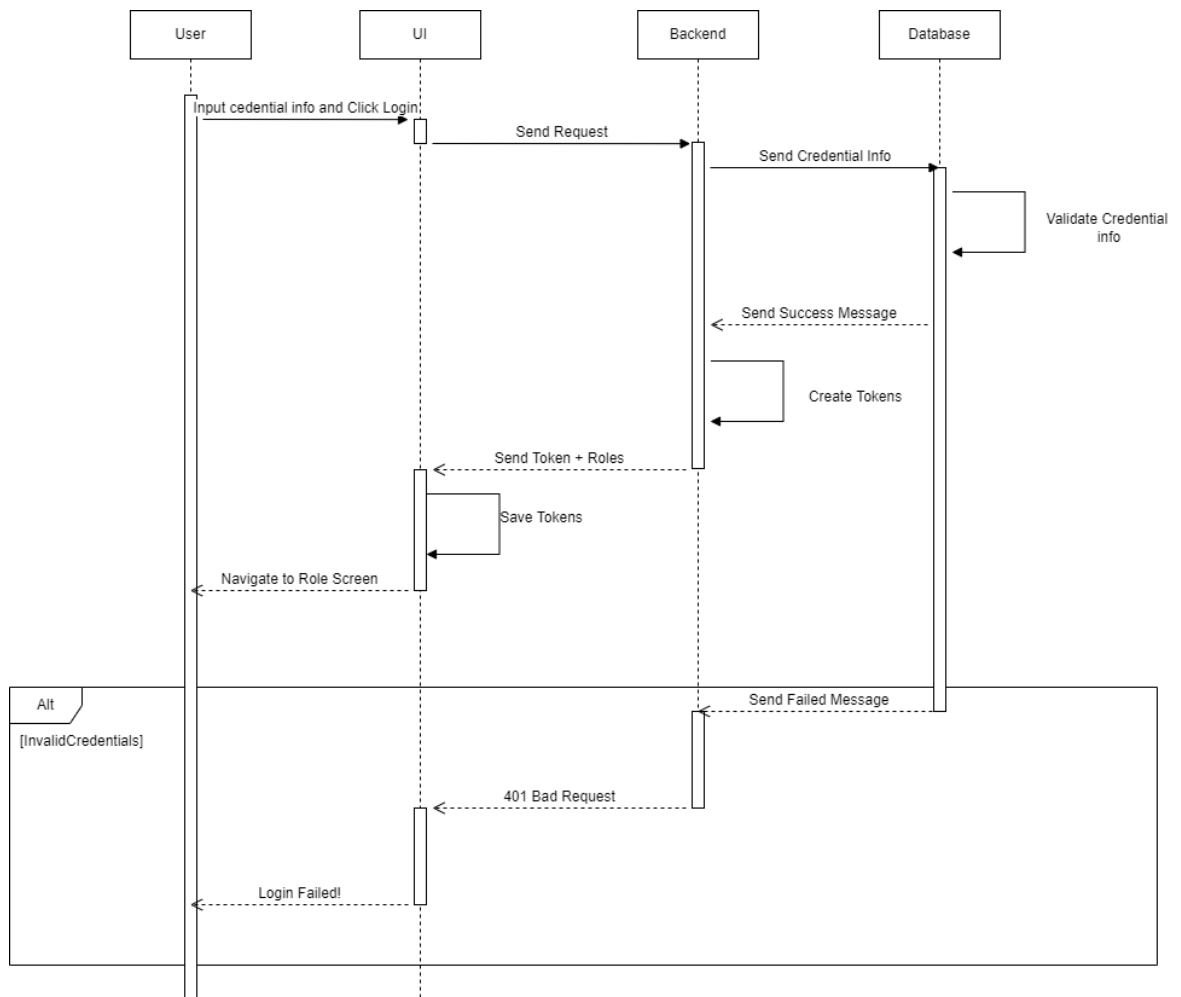 User
UI
Backend
Database
Input cedential info and Click Login
Send Request
Send Credential Info
Validate Credential
info
Send Success Message
Create Tokens
Send Token + Roles
Save Tokens
Navigate to Role Screen
Alt
Send Failed Message
[InvalidCredentials]
401 Bad Request
Login Failed!